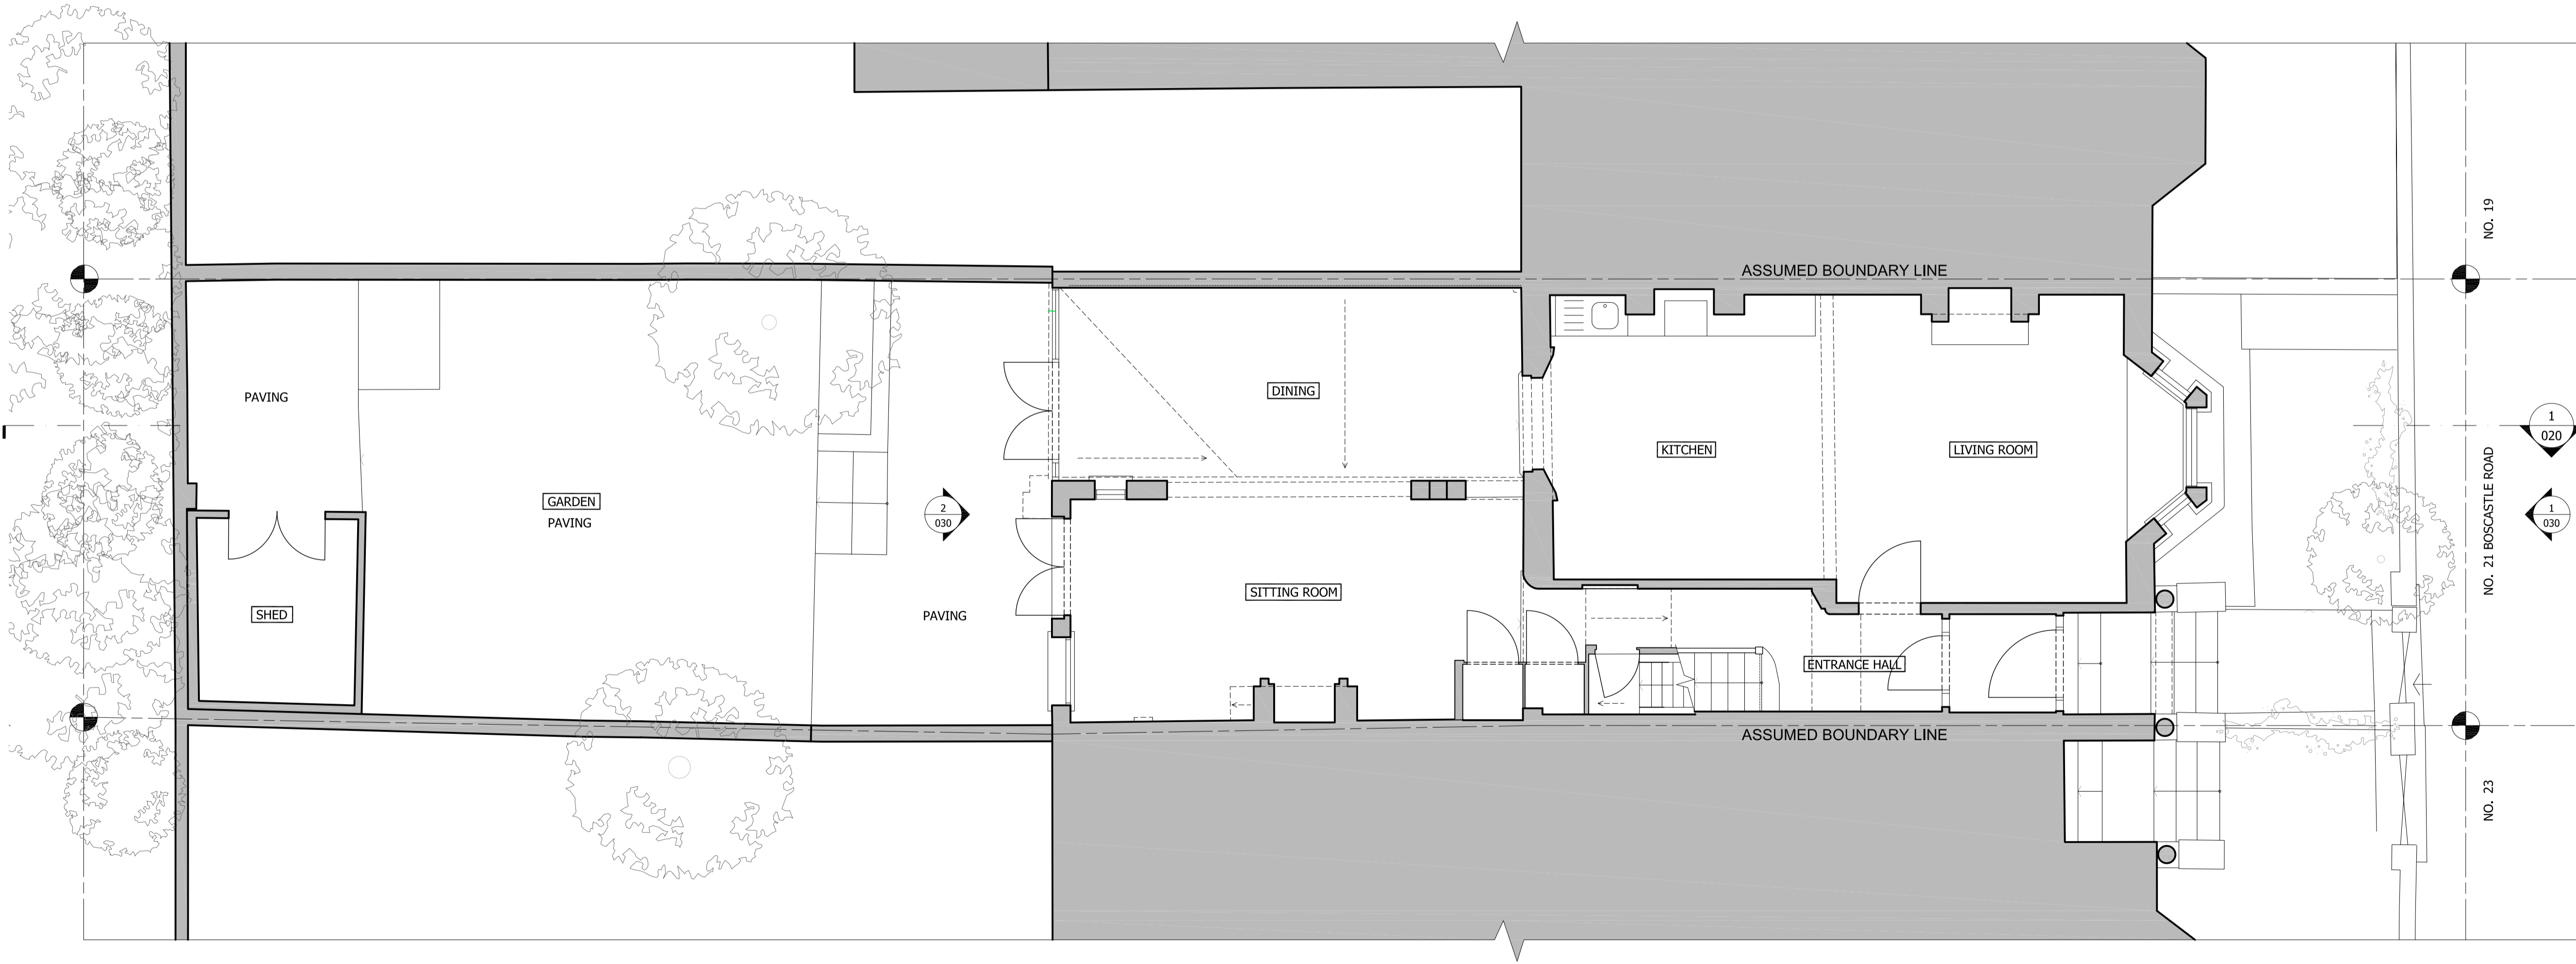 NO. 19
ASSUMED BOUNDARY LINE
PAVING
DINING
1
020
KITCHEN
LIVING ROOM
GARDEN
PAVING
2
030
NO. 21 BOSCASTLE ROAD
1
030
SITTING ROOM
SHED
PAVING
ENTRANCE HALL
ASSUMED BOUNDARY LINE
NO. 23